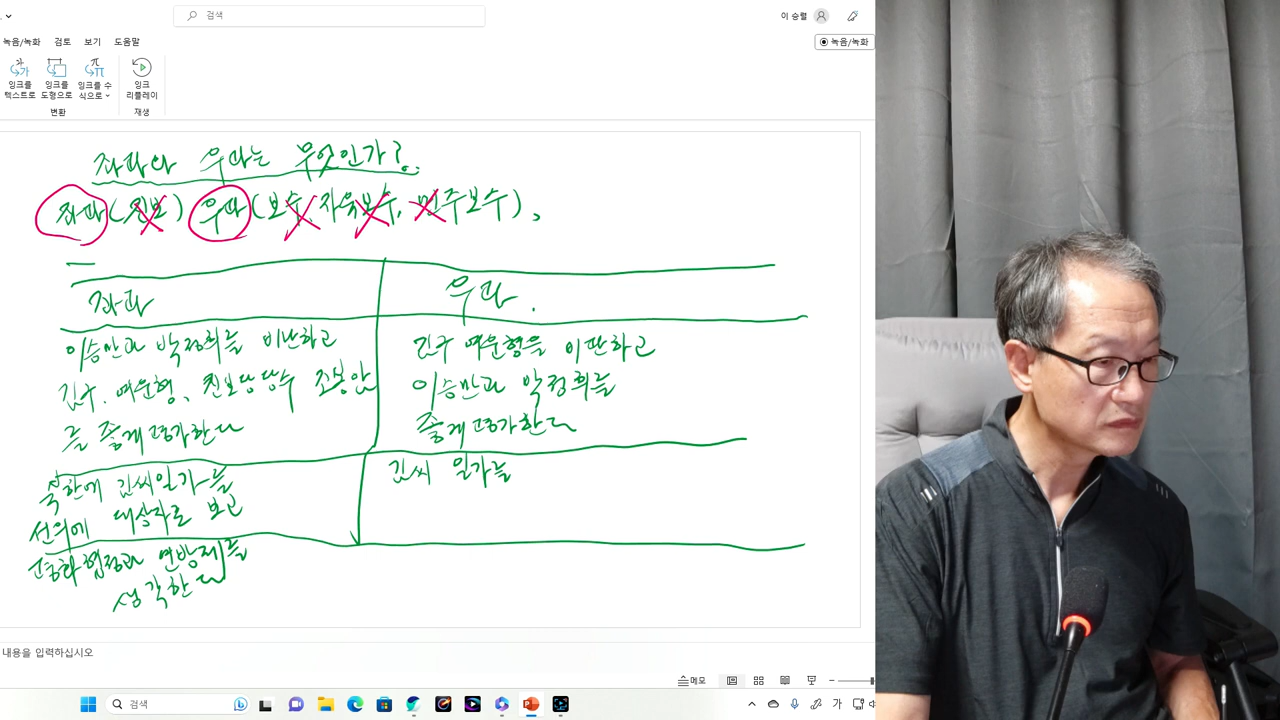 검색
이 승렬
녹음/녹화 검토 보기 도움말
녹음/녹화
잉크를 텍스트로
잉크를 도형으로
잉크를 수식으로
잉크 리플레이
변환
재생
좌파와 우파는 무엇인가?
좌파(진보) 우파(보수, 자유보수, 민주보수),
좌파
우파.
이승만과 박정희를 비판하고
김구. 여운형, 진보당당수 조봉암
를 좋게 평가한다
김구 여운형을 비판하고
이승만과 박정희를
좋게 평가한다
북한에 김씨일가를
선의에 대상자로 보고
평화협정과 연방제를
생각한다
김씨 일가를
내용을 입력하십시오
메모
검색
가